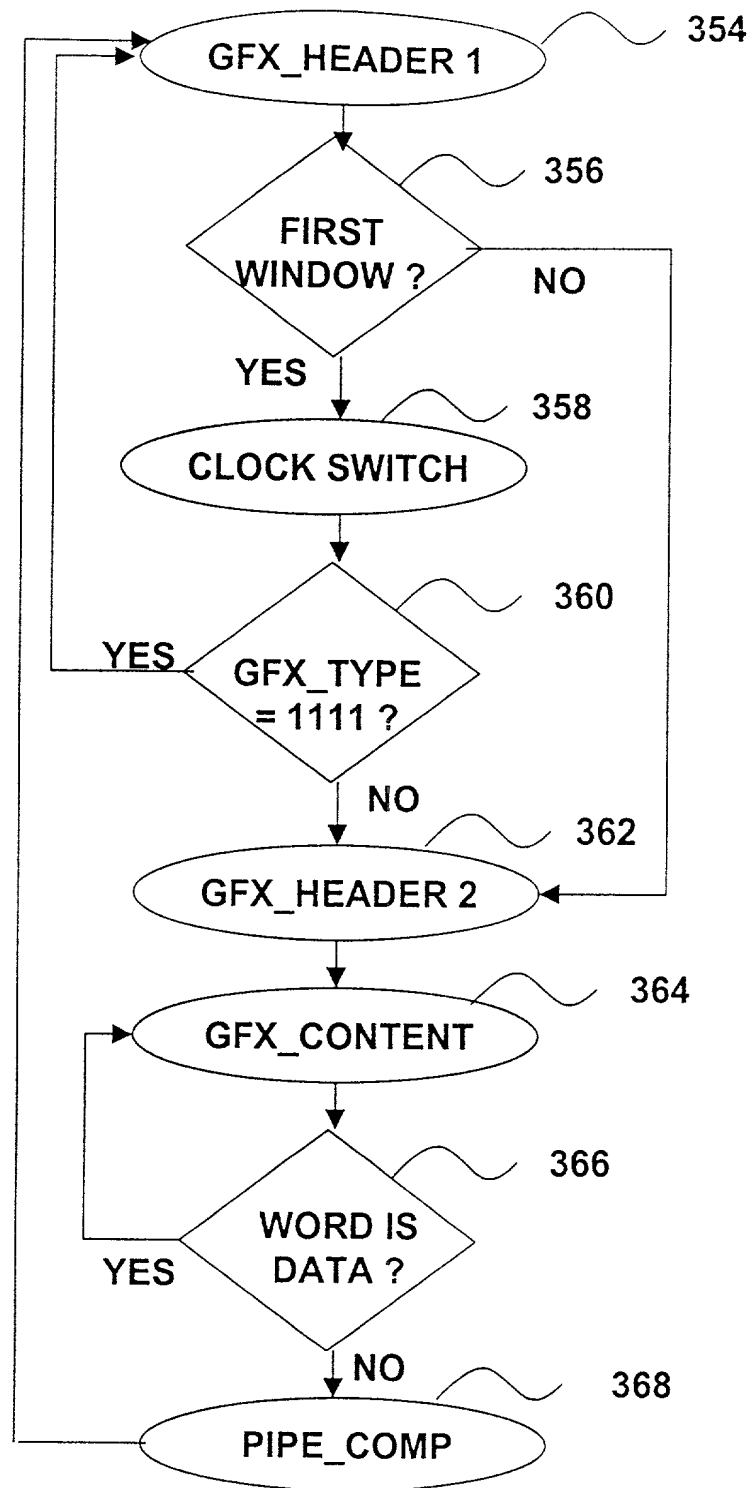 GFX_HEADER 1
354
356
FIRST
WINDOW ?
NO
YES
358
CLOCK SWITCH
360
YES
GFX_TYPE
= 1111 ?
NO
362
GFX_HEADER 2
364
GFX_CONTENT
366
WORD IS
DATA ?
YES
NO
368
PIPE_COMP